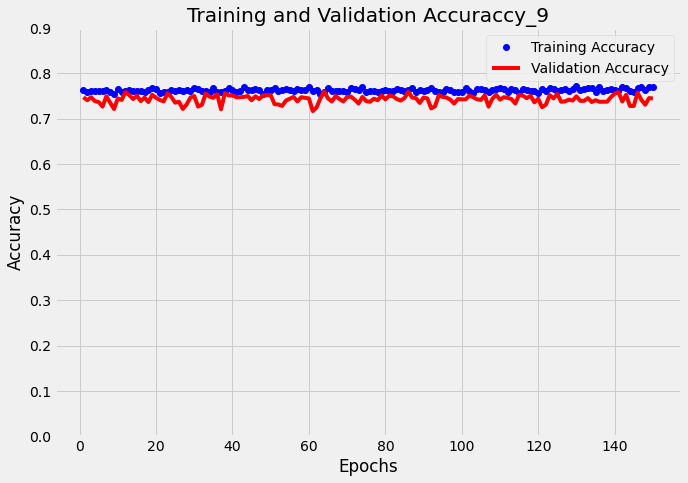 Training and Validation Accuraccy_9
Training Accuracy
Validation Accuracy
0.9
0.8
0.7
0.6
0.5
0.4
0.3
0.2
0.1
0.0
Accuracy
0 20 40 60 80 100 120 140
Epochs